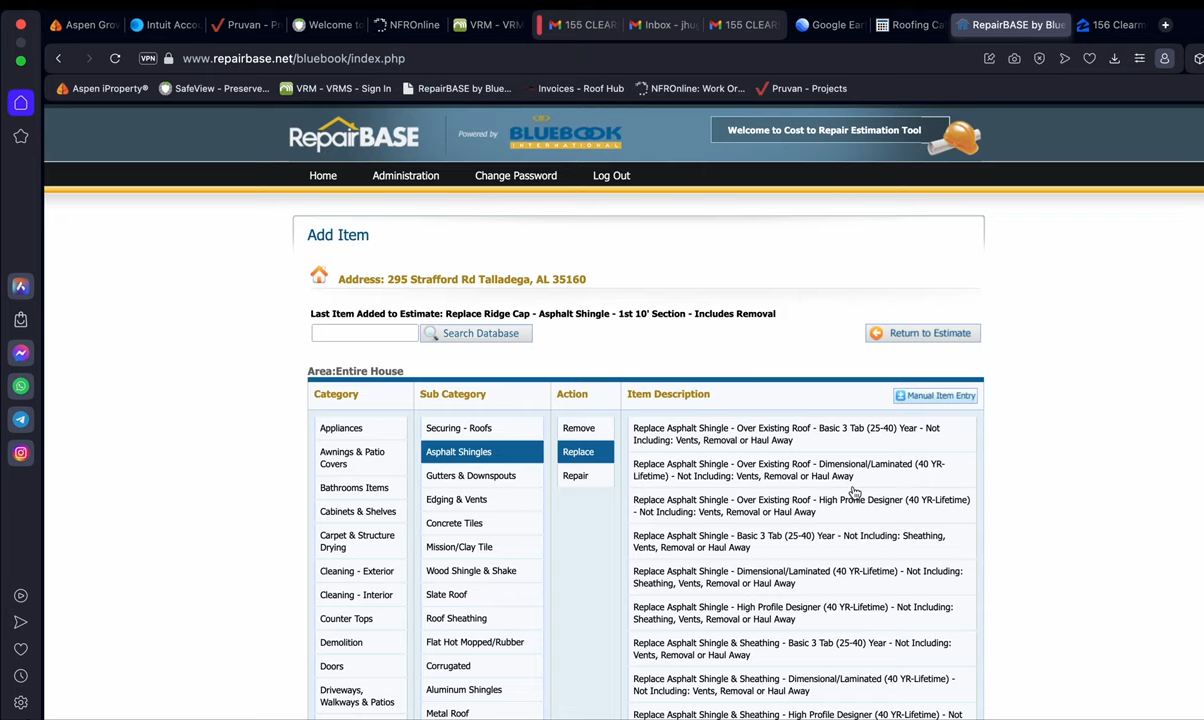 Aspen Grov
Intuit Acco
Pruvan - Pr
Welcome to
NFROnline
VRM - VRM
155 CLEAR
Inbox - jhug
155 CLEAR
Google Ear
Roofing Ca
RepairBASE by Blue
156 Clearm
VPN
www.repairbase.net/bluebook/index.php
Aspen iProperty®
SafeView - Preserve...
VRM - VRMS - Sign In
RepairBASE by Blue...
Invoices - Roof Hub
NFROnline: Work Or...
Pruvan - Projects
RepairBASE
Powered by
BLUEBOOK
INTERNATIONAL
Welcome to Cost to Repair Estimation Tool
Home
Administration
Change Password
Log Out
Add Item
Address: 295 Strafford Rd Talladega, AL 35160
Last Item Added to Estimate: Replace Ridge Cap - Asphalt Shingle - 1st 10' Section - Includes Removal
Search Database
Return to Estimate
Area:Entire House
Category
Sub Category
Action
Item Description
Manual Item Entry
Appliances
Awnings & Patio
Covers
Bathrooms Items
Cabinets & Shelves
Carpet & Structure
Drying
Cleaning - Exterior
Cleaning - Interior
Counter Tops
Demolition
Doors
Driveways,
Walkways & Patios
Securing - Roofs
Asphalt Shingles
Gutters & Downspouts
Edging & Vents
Concrete Tiles
Mission/Clay Tile
Wood Shingle & Shake
Slate Roof
Roof Sheathing
Flat Hot Mopped/Rubber
Corrugated
Aluminum Shingles
Metal Roof
Remove
Replace
Repair
Replace Asphalt Shingle - Over Existing Roof - Basic 3 Tab (25-40) Year - Not
Including: Vents, Removal or Haul Away
Replace Asphalt Shingle - Over Existing Roof - Dimensional/Laminated (40 YR-
Lifetime) - Not Including: Vents, Removal or Haul Away
Replace Asphalt Shingle - Over Existing Roof - High Profile Designer (40 YR-Lifetime)
- Not Including: Vents, Removal or Haul Away
Replace Asphalt Shingle - Basic 3 Tab (25-40) Year - Not Including: Sheathing,
Vents, Removal or Haul Away
Replace Asphalt Shingle - Dimensional/Laminated (40 YR-Lifetime) - Not Including:
Sheathing, Vents, Removal or Haul Away
Replace Asphalt Shingle - High Profile Designer (40 YR-Lifetime) - Not Including:
Sheathing, Vents, Removal or Haul Away
Replace Asphalt Shingle & Sheathing - Basic 3 Tab (25-40) Year - Not Including:
Vents, Removal or Haul Away
Replace Asphalt Shingle & Sheathing - Dimensional/Laminated (40 YR-Lifetime) -
Not Including: Vents, Removal or Haul Away
Replace Asphalt Shingle & Sheathing - High Profile Designer (40 YR-Lifetime) - Not